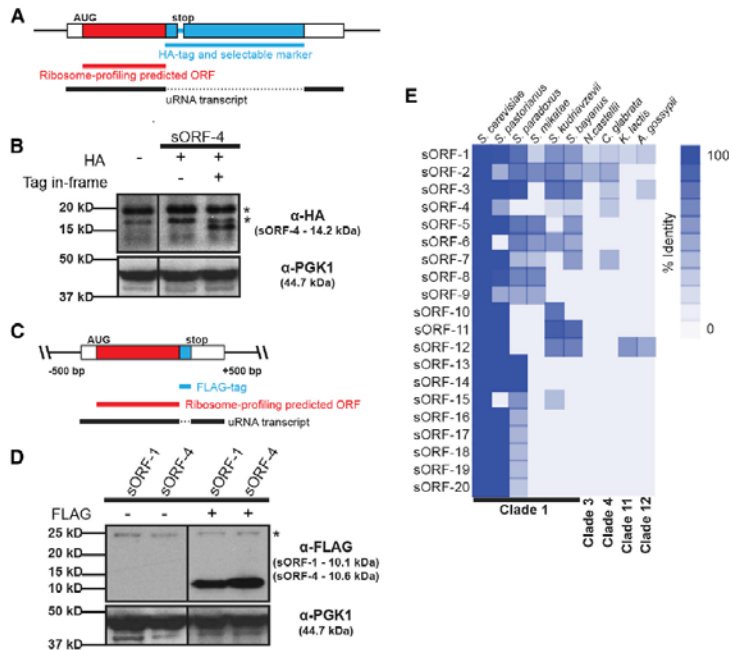 A
AUG
stop
HA-tag and selectable marker
Ribosome-profiling predicted ORF
uRNA transcript
B
sORF-4
HA - + +
Tag in-frame - - +
20 kD
15 kD
50 kD
37 kD
*
*
α-HA
(sORF-4 - 14.2 kDa)
α-PGK1
(44.7 kDa)
C
AUG
stop
-500 bp
+500 bp
FLAG-tag
Ribosome-profiling predicted ORF
uRNA transcript
D
sORF-1
sORF-4
sORF-1
sORF-4
FLAG - - + +
25 kD
20 kD
15 kD
10 kD
50 kD
37 kD
*
α-FLAG
(sORF-1 - 10.1 kDa)
(sORF-4 - 10.6 kDa)
α-PGK1
(44.7 kDa)
E
S. cerevisiae
S. pastorianus
S. paradoxus
S. mikatae
S. kudriavzevii
S. bayanus
N.castellii
C. glabrata
K. lactis
A. gossypii
sORF-1
sORF-2
sORF-3
sORF-4
sORF-5
sORF-6
sORF-7
sORF-8
sORF-9
sORF-10
sORF-11
sORF-12
sORF-13
sORF-14
sORF-15
sORF-16
sORF-17
sORF-18
sORF-19
sORF-20
Clade 1
Clade 3
Clade 4
Clade 11
Clade 12
100
% Identity
0